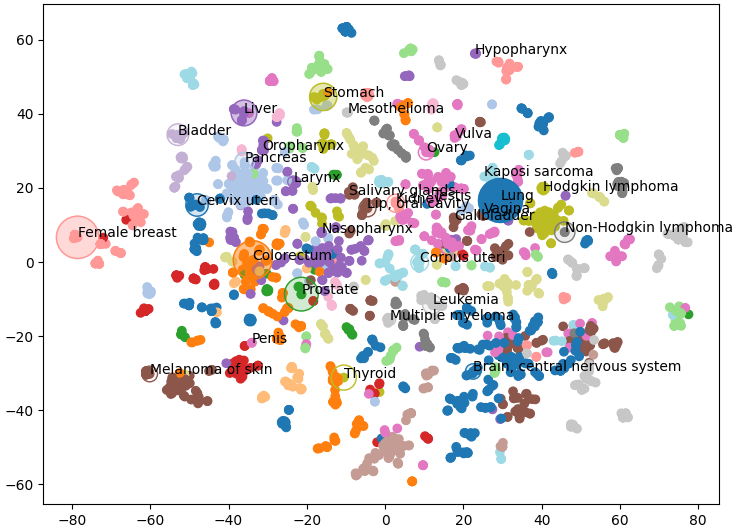 Hypopharynx
Stomach
Liver
Mesothelioma
Bladder
Vulva
Oropharynx
Ovary
Pancreas
Kaposi sarcoma
Larynx
Hodgkin lymphoma
Salivary glands
Testis
Kidney
Lung
Cervix uteri
Lip, oral cavity
Vagina
Gallbladder
Female breast
Nasopharynx
Non-Hodgkin lymphoma
Colorectum
Corpus uteri
Prostate
Leukemia
Multiple myeloma
Penis
Melanoma of skin
Thyroid
Brain, central nervous system
60
40
20
0
−20
−40
−60
−80 −60 −40 −20 0 20 40 60 80